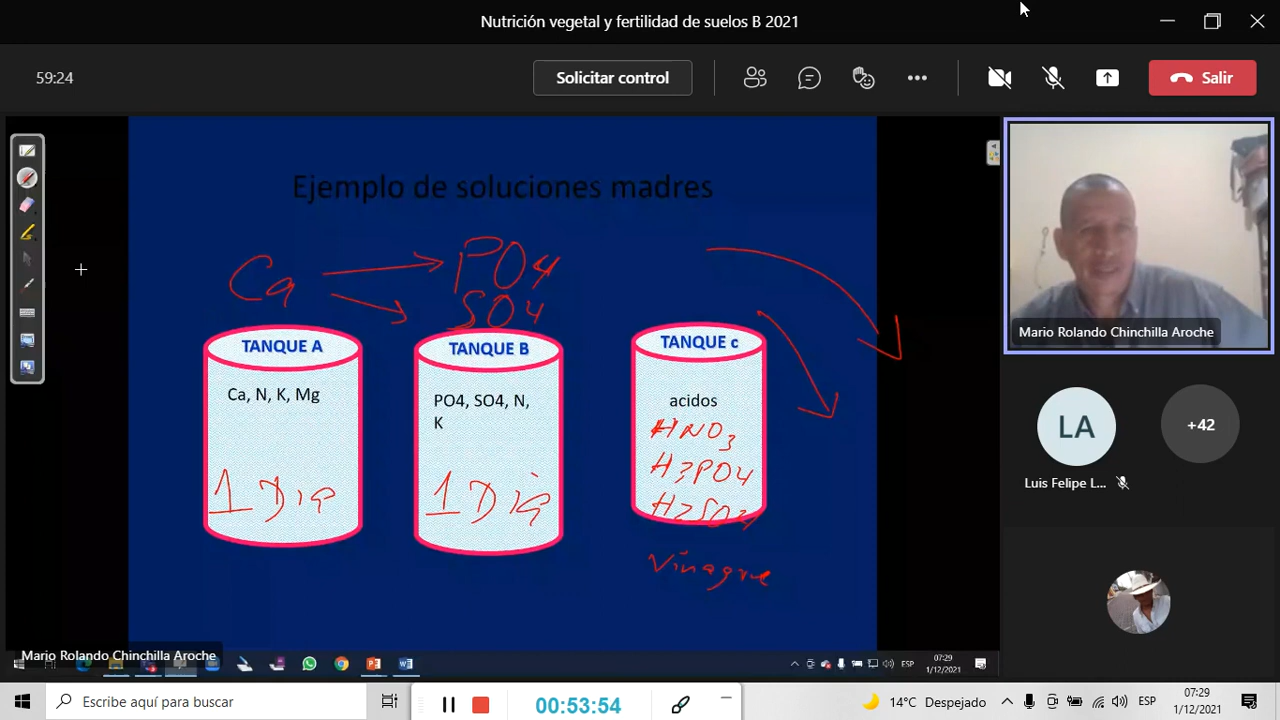 Nutrición vegetal y fertilidad de suelos B 2021
59:24
Solicitar control
Salir
Ejemplo de soluciones madres
Ca
PO4
SO4
TANQUE A
Ca, N, K, Mg
1 Dia
TANQUE B
PO4, SO4, N,
K
1 Dia
TANQUE c
acidos
HNO3
H3PO4
H2SO4
Vinagre
Mario Rolando Chinchilla Aroche
LA
+42
Luis Felipe L...
Mario Rolando Chinchilla Aroche
ESP
07:29
1/12/2021
Escribe aquí para buscar
00:53:54
14°C Despejado
ESP
07:29
1/12/2021